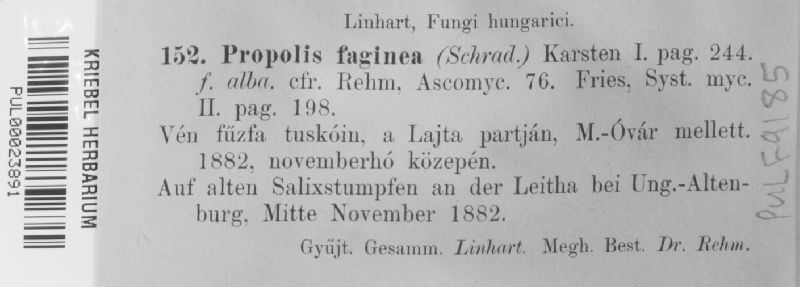 Linhart, Fungi hungarici.
152. Propolis faginea (Schrad.) Karsten I. pag. 244.
f. alba. cfr. Rehm, Ascomyc. 76. Fries, Syst. myc.
II. pag. 198.
Vén fűzfa tuskóin, a Lajta partján, M.-Óvár mellett.
1882, novemberhó közepén.
Auf alten Salixstumpfen an der Leitha bei Ung.-Alten-
burg, Mitte November 1882.
Gyűjt. Gesamm. Linhart. Megh. Best. Dr. Rehm.
KRIEBEL HERBARIUM
PUL00023891
PULF9185